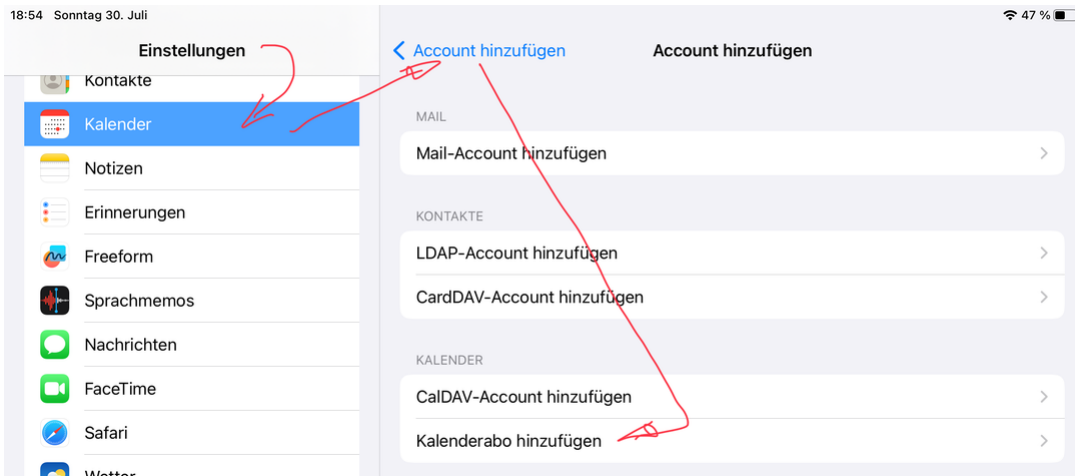 18:54 Sonntag 30. Juli
47 %
Einstellungen
Kontakte
Kalender
Notizen
Erinnerungen
Freeform
Sprachmemos
Nachrichten
FaceTime
Safari
Wetter
Account hinzufügen
Account hinzufügen
MAIL
Mail-Account hinzufügen
KONTAKTE
LDAP-Account hinzufügen
CardDAV-Account hinzufügen
KALENDER
CalDAV-Account hinzufügen
Kalenderabo hinzufügen